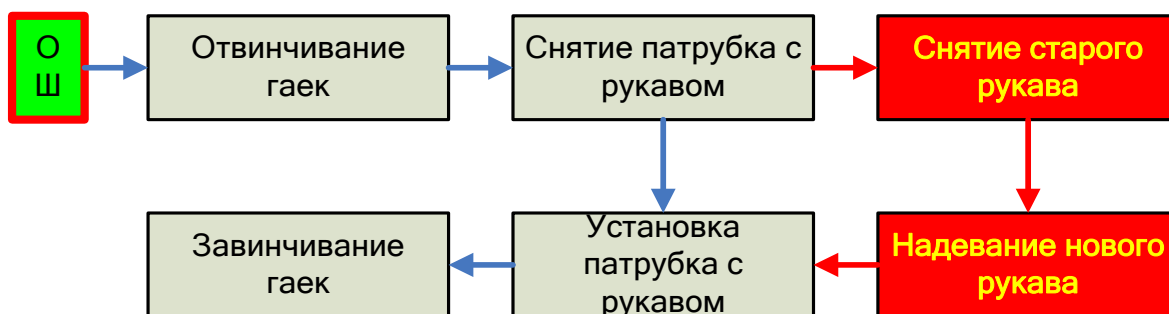 О
Ш
Отвинчивание
гаек
Снятие патрубка с
рукавом
Снятие старого
рукава
Завинчивание
гаек
Установка
патрубка с
рукавом
Надевание нового
рукава